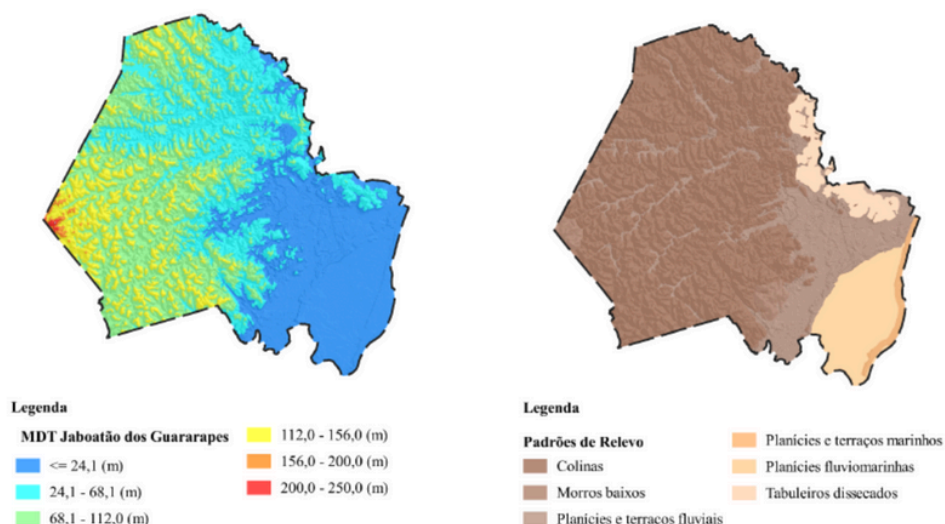 Legenda
MDT Jaboatão dos Guararapes
<= 24,1 (m)
24,1 - 68,1 (m)
68,1 - 112,0 (m)
112,0 - 156,0 (m)
156,0 - 200,0 (m)
200,0 - 250,0 (m)
Legenda
Padrões de Relevo
Colinas
Morros baixos
Planícies e terraços fluviais
Planícies e terraços marinhos
Planícies fluviomarinhas
Tabuleiros dissecados